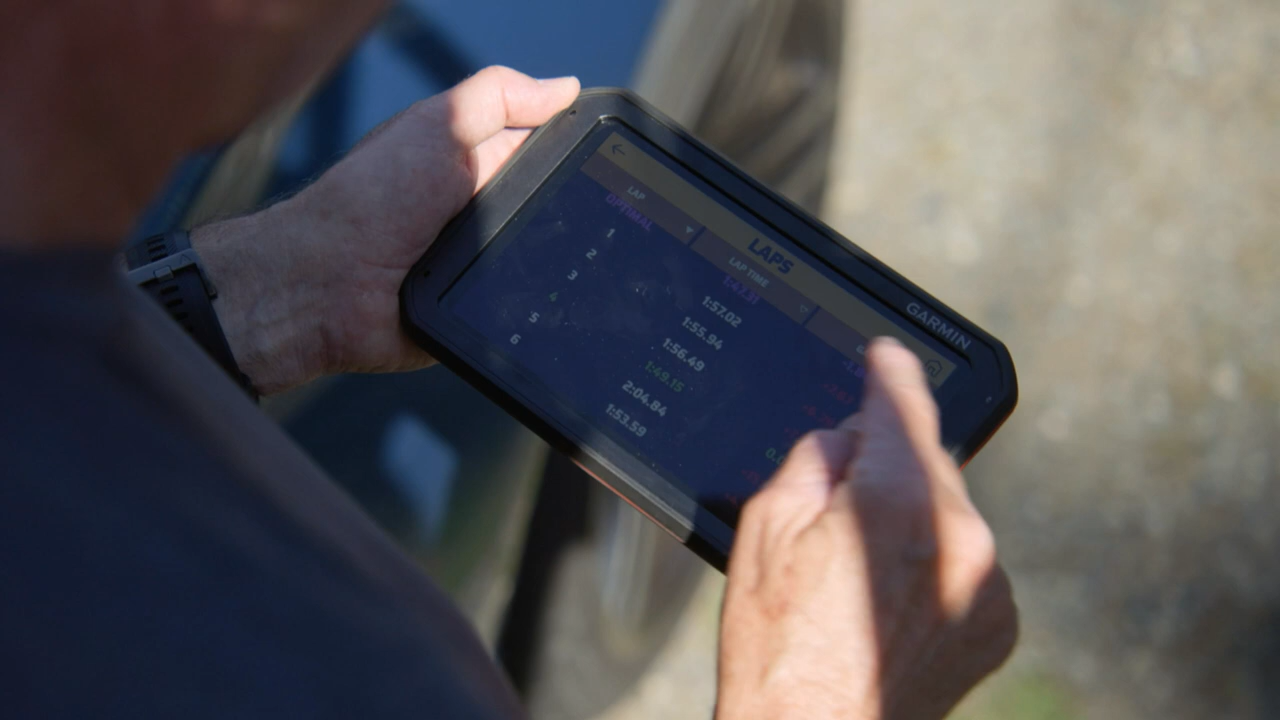 GARMIN
LAPS
LAP LAP TIME
OPTIMAL
1 1:57.02
2 1:55.94
3 1:56.49
4 1:49.15
5 2:04.84
6 1:53.59